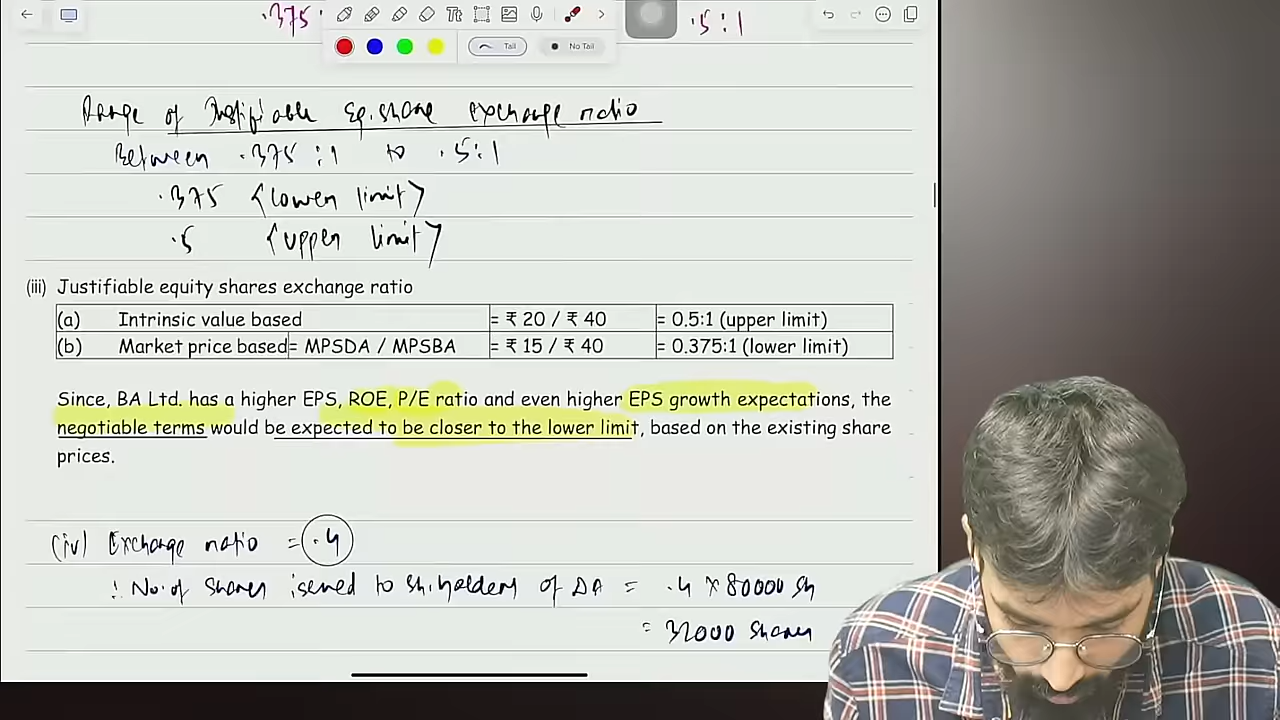 .375
.5:1
Tt
Tail
No Tail
Range of Justifiable Eq.share exchange ratio
Between .375 :1 to .5:1
.375 <lower limit>
.5 <upper limit>
(iii) Justifiable equity shares exchange ratio
(a) Intrinsic value based = ₹ 20 / ₹ 40 = 0.5:1 (upper limit)
(b) Market price based = MPSDA / MPSBA = ₹ 15 / ₹ 40 = 0.375:1 (lower limit)
Since, BA Ltd. has a higher EPS, ROE, P/E ratio and even higher EPS growth expectations, the
negotiable terms would be expected to be closer to the lower limit, based on the existing share
prices.
(iv) Exchange ratio = .4
∴ No. of shares issued to sh.holders of DA = .4 × 80000 sh
= 32000 shares